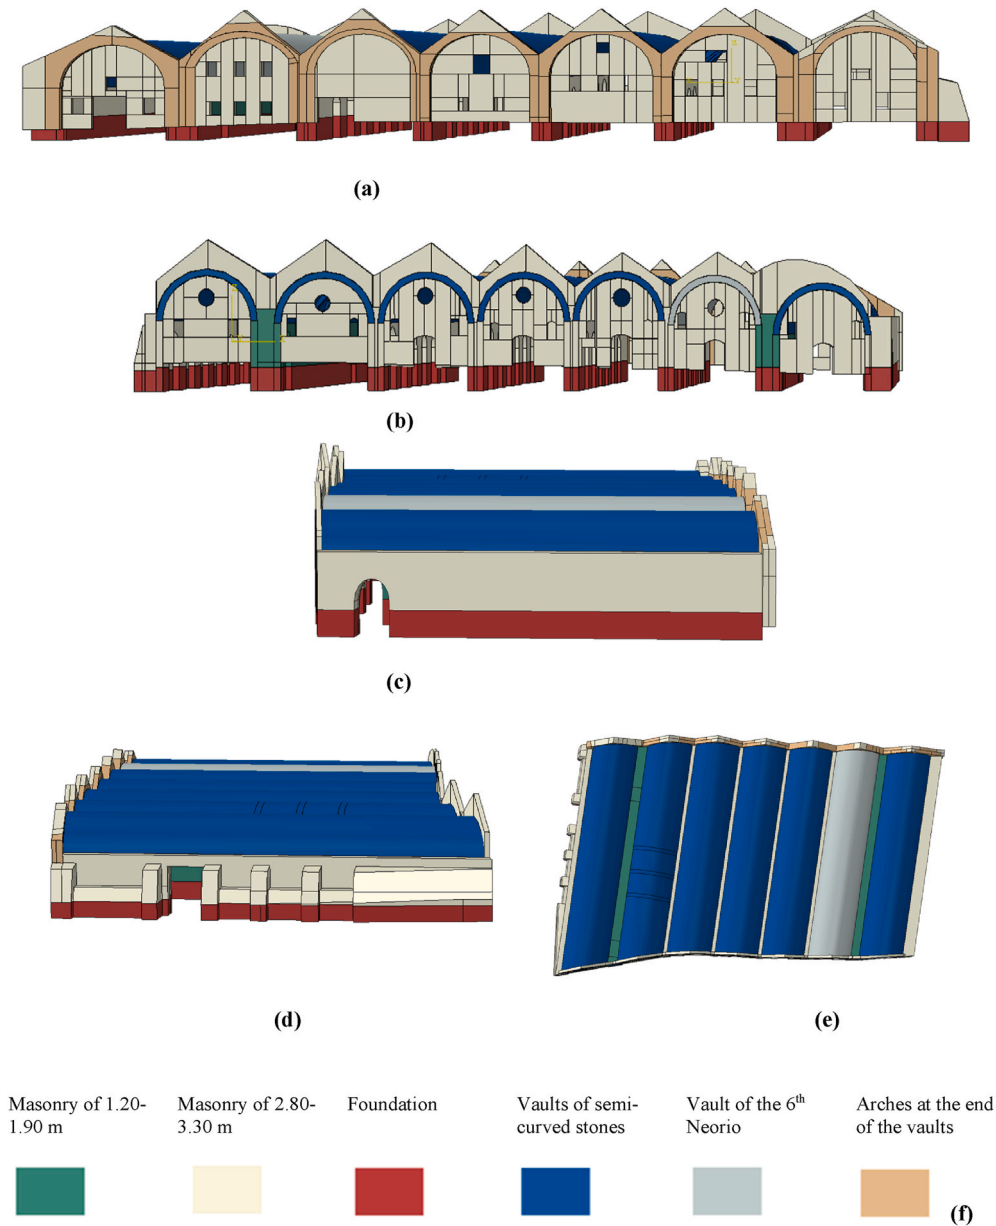 (a)
(b)
(c)
(d)
(e)
Masonry of 1.20-
1.90 m
Masonry of 2.80-
3.30 m
Foundation
Vaults of semi-
curved stones
Vault of the 6th
Neorio
Arches at the end
of the vaults
(f)